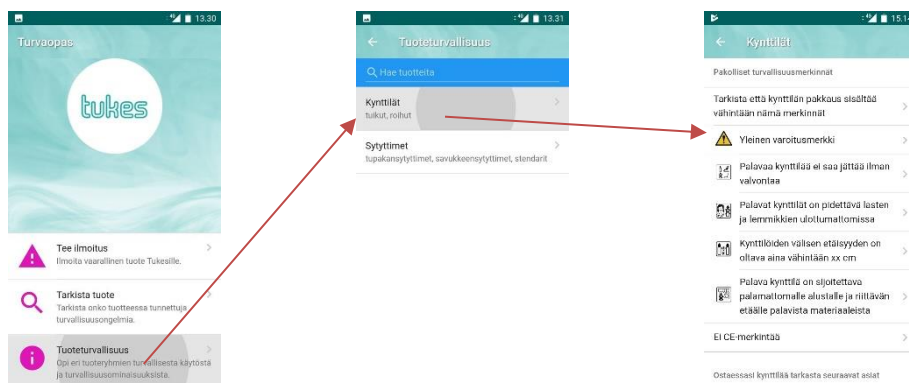 13.30
Turvaopas
tukes
Tee ilmoitus
Ilmoita vaarallinen tuote Tukesille.
Tarkista tuote
Tarkista onko tuotteessa tunnettuja
turvallisuusongelmia.
Tuoteturvallisuus
Opi eri tuoteryhmien turvallisesta käytöstä
ja turvallisuusominaisuuksista.
13.31
Tuoteturvallisuus
Hae tuotteita
Kynttilät
tuikut, roihut
Sytyttimet
tupakansytyttimet, savukkeensytyttimet, stendarit
15.14
Kynttilät
Pakolliset turvallisuusmerkinnät
Tarkista että kynttilän pakkaus sisältää
vähintään nämä merkinnät
Yleinen varoitusmerkki
Palavaa kynttilää ei saa jättää ilman
valvontaa
Palavat kynttilät on pidettävä lasten
ja lemmikkien ulottumattomissa
Kynttilöiden välisen etäisyyden on
oltava aina vähintään xx cm
Palava kynttilä on sijoitettava
palamattomalle alustalle ja riittävän
etäälle palavista materiaaleista
EI CE-merkintää
Ostaessasi kynttilää tarkasta seuraavat asiat